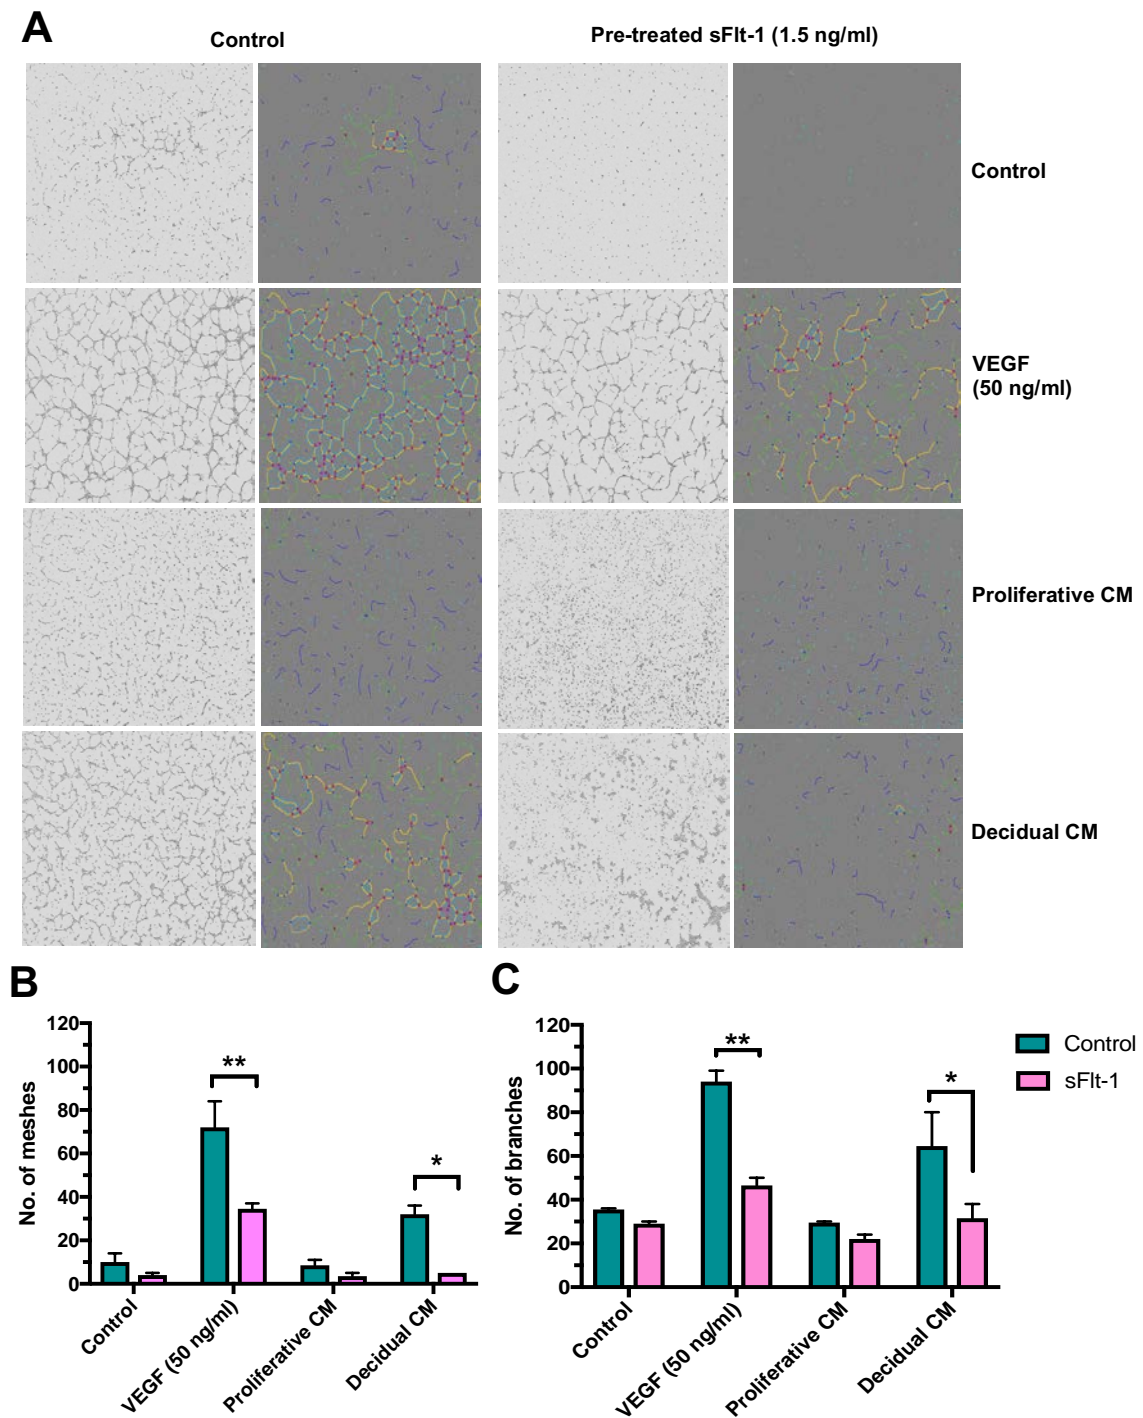 A
Control
Pre-treated sFlt-1 (1.5 ng/ml)
Control
VEGF
(50 ng/ml)
Proliferative CM
Decidual CM
B
No. of meshes
120
100
80
60
40
20
0
**
*
Control
VEGF (50 ng/ml)
Proliferative CM
Decidual CM
C
No. of branches
120
100
80
60
40
20
0
**
*
Control
VEGF (50 ng/ml)
Proliferative CM
Decidual CM
Control
sFlt-1